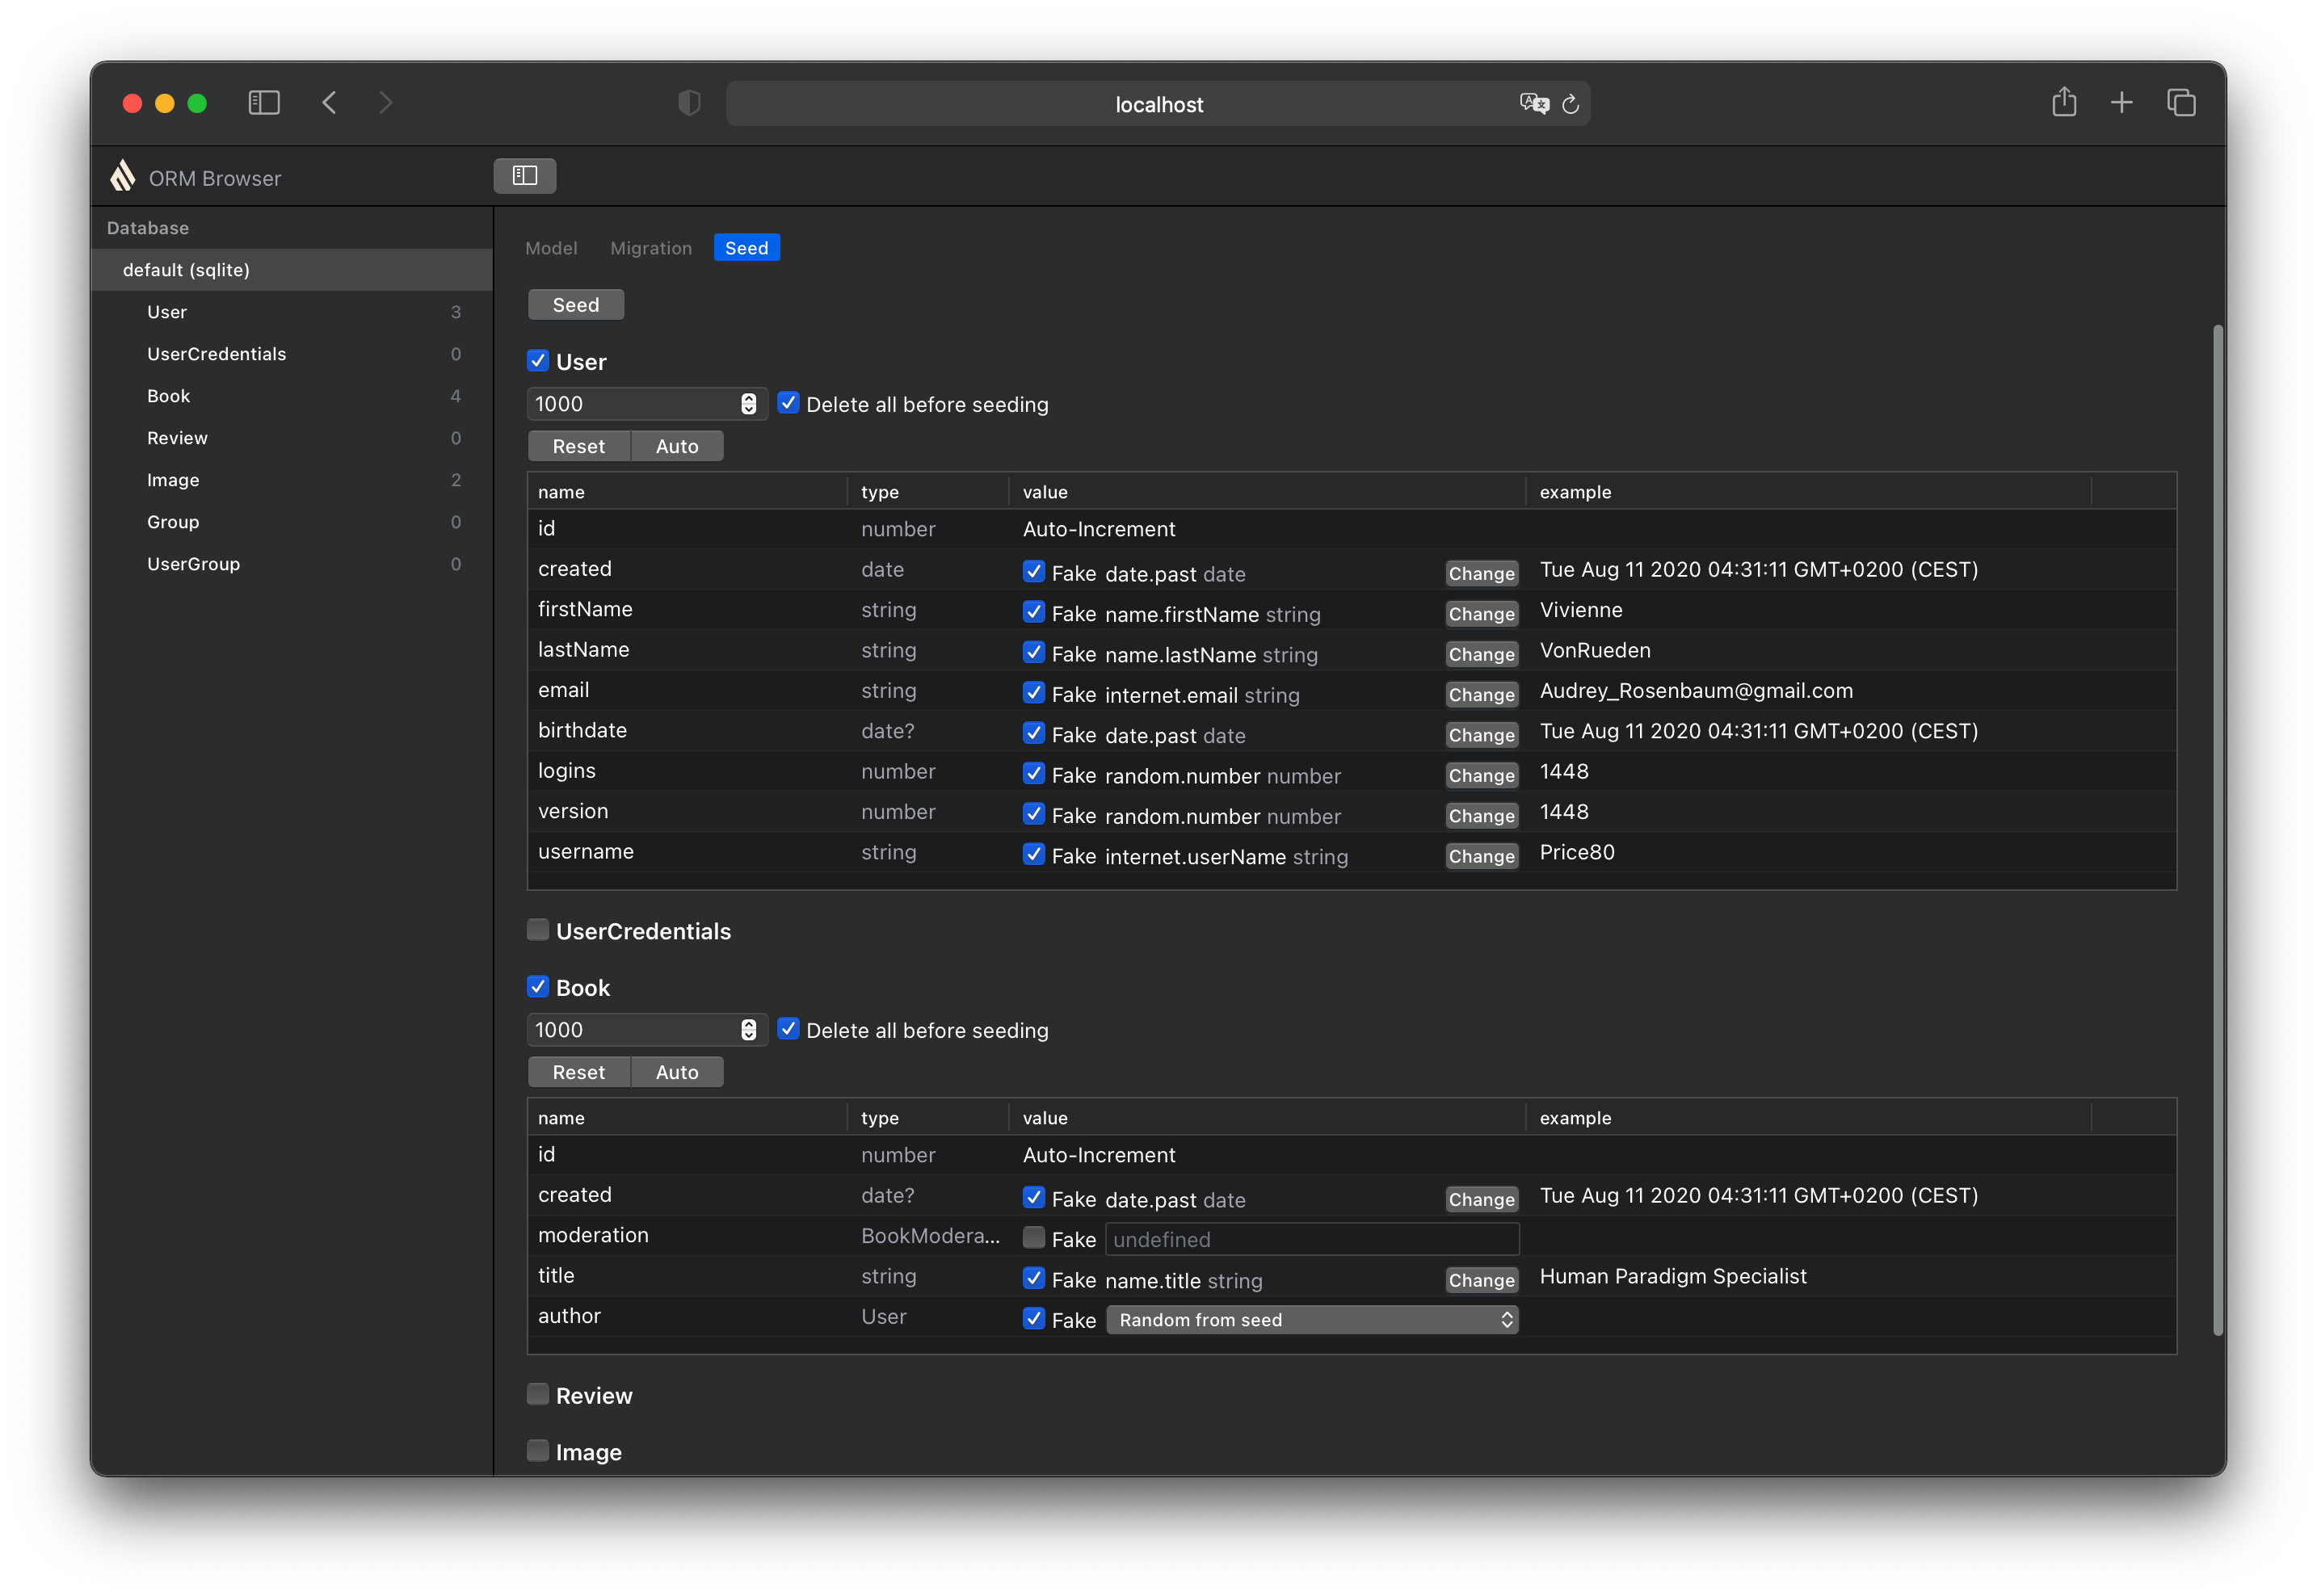 localhost
ORM Browser
Database
default (sqlite)
User 3
UserCredentials 0
Book 4
Review 0
Image 2
Group 0
UserGroup 0
Model Migration Seed
Seed
User
1000 Delete all before seeding
Reset Auto
name type value example
id number Auto-Increment
created date Fake date.past date Change Tue Aug 11 2020 04:31:11 GMT+0200 (CEST)
firstName string Fake name.firstName string Change Vivienne
lastName string Fake name.lastName string Change VonRueden
email string Fake internet.email string Change Audrey_Rosenbaum@gmail.com
birthdate date? Fake date.past date Change Tue Aug 11 2020 04:31:11 GMT+0200 (CEST)
logins number Fake random.number number Change 1448
version number Fake random.number number Change 1448
username string Fake internet.userName string Change Price80
UserCredentials
Book
1000 Delete all before seeding
Reset Auto
name type value example
id number Auto-Increment
created date? Fake date.past date Change Tue Aug 11 2020 04:31:11 GMT+0200 (CEST)
moderation BookModera... Fake undefined
title string Fake name.title string Change Human Paradigm Specialist
author User Fake Random from seed
Review
Image